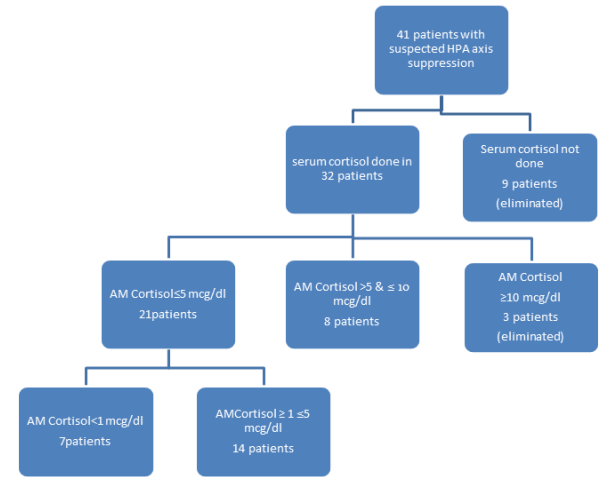 41 patients with
suspected HPA axis
suppression
serum cortisol done in
32 patients
Serum cortisol not
done
9 patients
(eliminated)
AM Cortisol≤5 mcg/dl
21patients
AM Cortisol >5 & ≤ 10
mcg/dl
8 patients
AM Cortisol
≥10 mcg/dl
3 patients
(eliminated)
AM Cortisol<1 mcg/dl
7patients
AMCortisol ≥ 1 ≤5
mcg/dl
14 patients